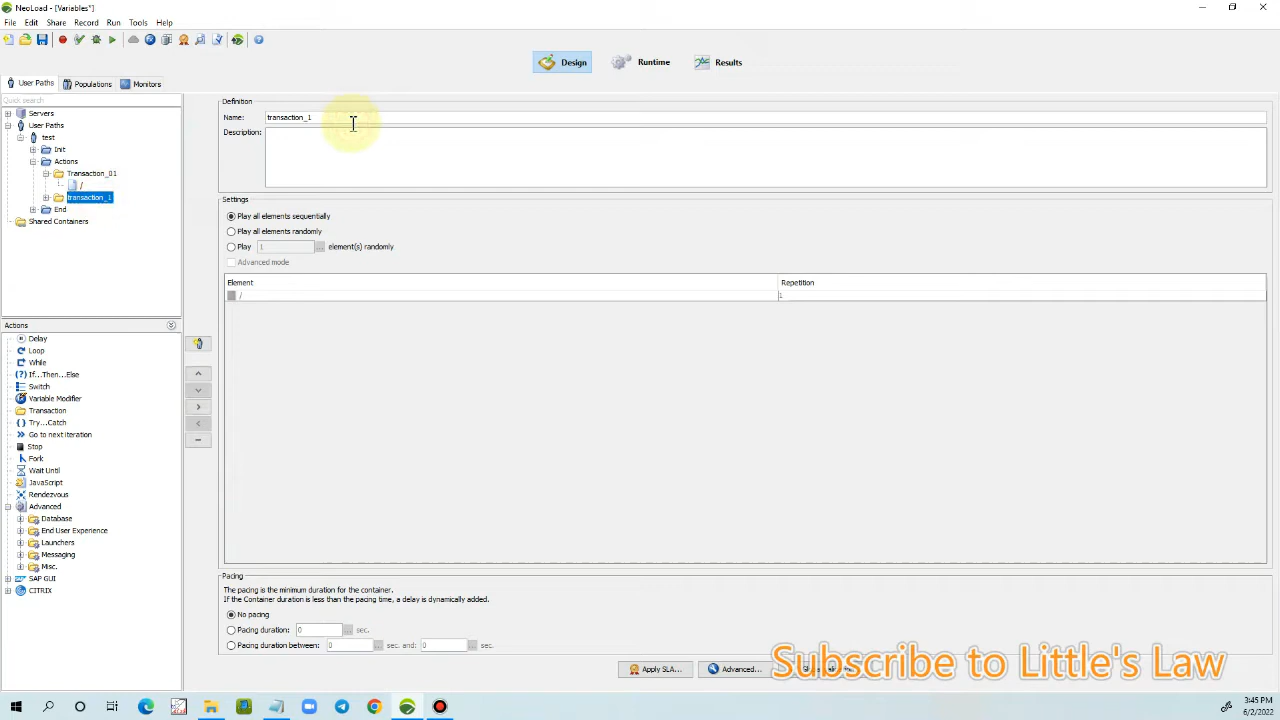 NeoLoad - [Variables*]
File Edit Share Record Run Tools Help
Design Runtime Results
User Paths Populations Monitors
Quick search
Servers
User Paths
test
Init
Actions
Transaction_01
/
transaction_1
End
Shared Containers
Definition
Name: transaction_1
Description:
Settings
Play all elements sequentially
Play all elements randomly
Play 1 ... element(s) randomly
Advanced mode
Element Repetition
/ 1
Actions
Delay
Loop
While
If...Then...Else
Switch
Variable Modifier
Transaction
Try...Catch
Go to next iteration
Stop
Fork
Wait Until
JavaScript
Rendezvous
Advanced
Database
End User Experience
Launchers
Messaging
Misc.
SAP GUI
CITRIX
Pacing
The pacing is the minimum duration for the container.
If the Container duration is less than the pacing time, a delay is dynamically added.
No pacing
Pacing duration: 0 ... sec.
Pacing duration between: 0 ... sec. and: 0 ... sec.
Apply SLA... Advanced...
Subscribe to Little's Law
3:45 PM
6/2/2022